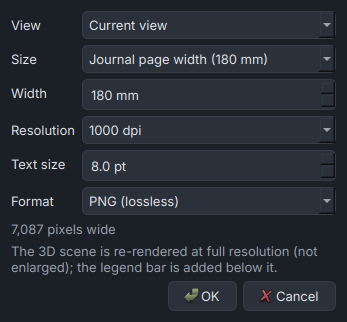 View Current view
Size Journal page width (180 mm)
Width 180 mm
Resolution 1000 dpi
Text size 8.0 pt
Format PNG (lossless)
7,087 pixels wide
The 3D scene is re-rendered at full resolution (not
enlarged); the legend bar is added below it.
OK Cancel